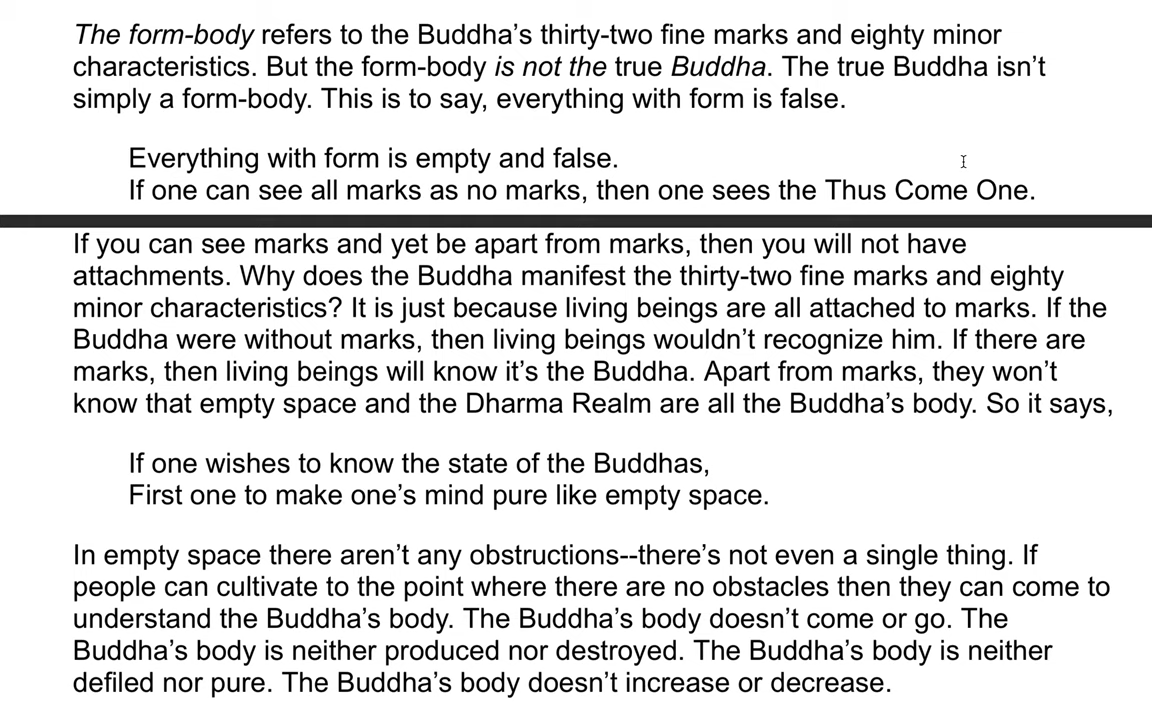 The form-body refers to the Buddha's thirty-two fine marks and eighty minor
characteristics. But the form-body is not the true Buddha. The true Buddha isn't
simply a form-body. This is to say, everything with form is false.
Everything with form is empty and false.
If one can see all marks as no marks, then one sees the Thus Come One.
If you can see marks and yet be apart from marks, then you will not have
attachments. Why does the Buddha manifest the thirty-two fine marks and eighty
minor characteristics? It is just because living beings are all attached to marks. If the
Buddha were without marks, then living beings wouldn't recognize him. If there are
marks, then living beings will know it's the Buddha. Apart from marks, they won't
know that empty space and the Dharma Realm are all the Buddha's body. So it says,
If one wishes to know the state of the Buddhas,
First one to make one's mind pure like empty space.
In empty space there aren't any obstructions--there's not even a single thing. If
people can cultivate to the point where there are no obstacles then they can come to
understand the Buddha's body. The Buddha's body doesn't come or go. The
Buddha's body is neither produced nor destroyed. The Buddha's body is neither
defiled nor pure. The Buddha's body doesn't increase or decrease.